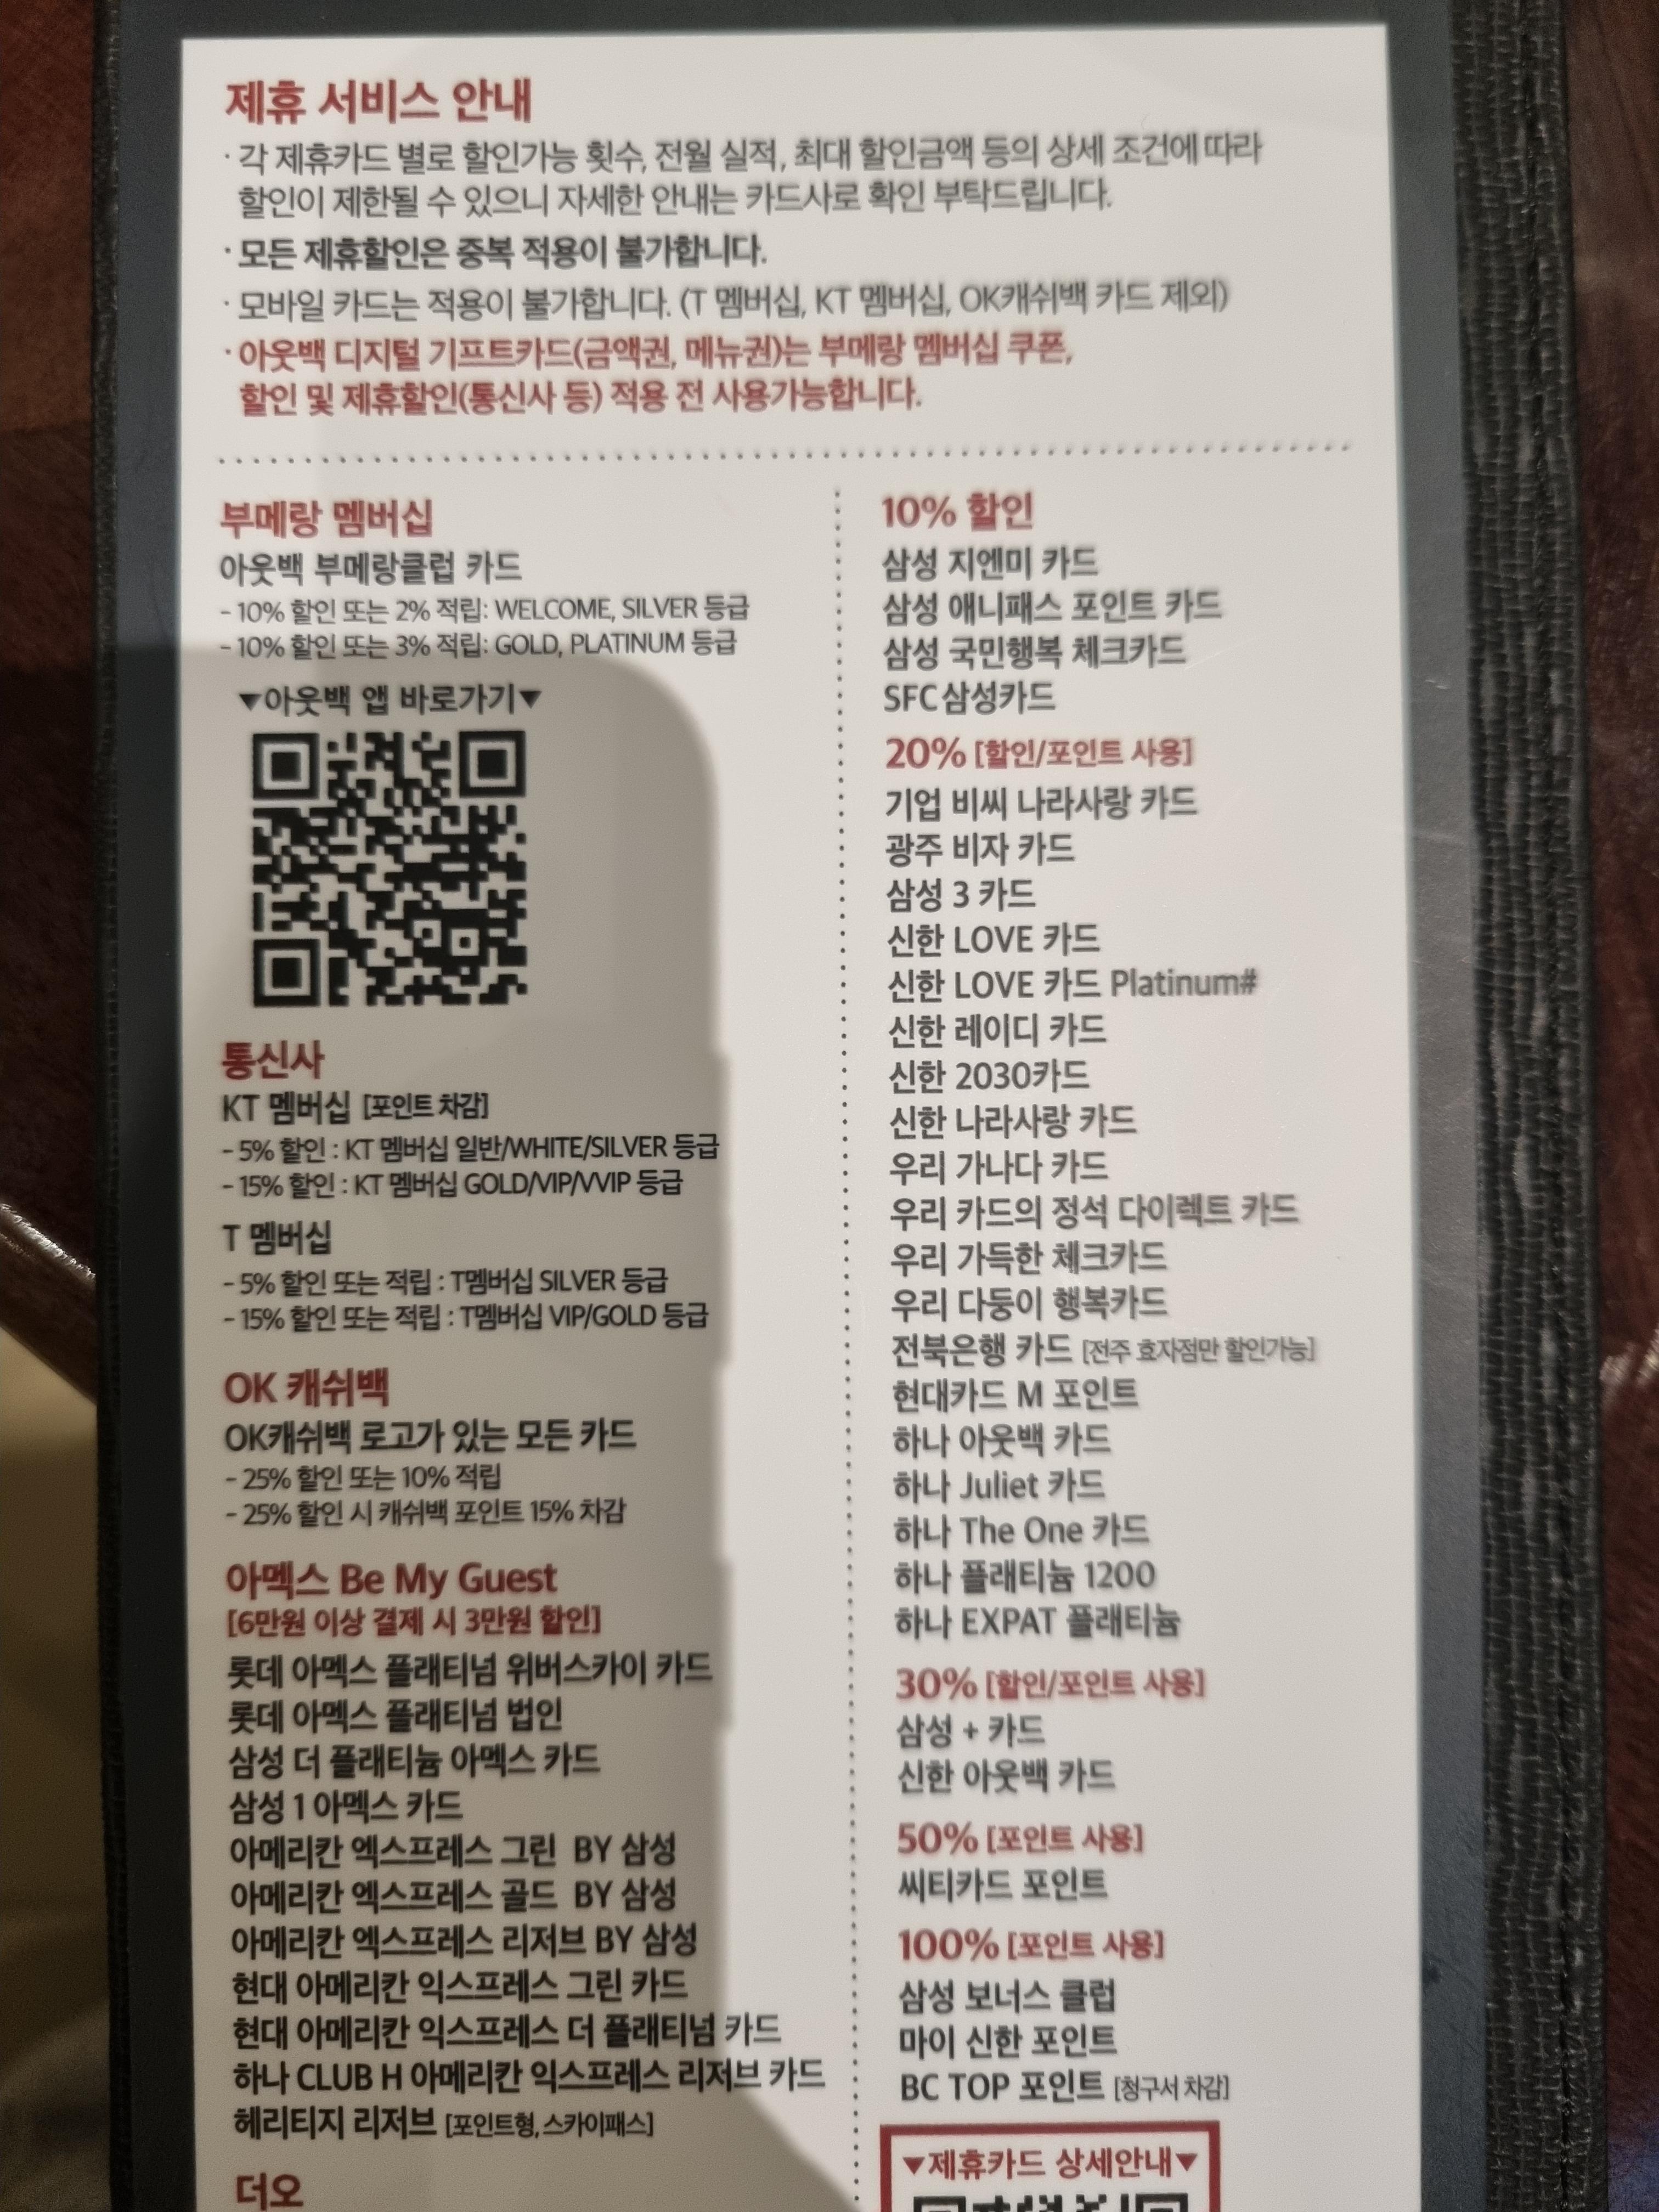 제휴 서비스 안내
· 각 제휴카드 별로 할인가능 횟수, 전월 실적, 최대 할인금액 등의 상세 조건에 따라
할인이 제한될 수 있으니 자세한 안내는 카드사로 확인 부탁드립니다.
· 모든 제휴할인은 중복 적용이 불가합니다.
· 모바일 카드는 적용이 불가합니다. (T 멤버십, KT 멤버십, OK캐쉬백 카드 제외)
· 아웃백 디지털 기프트카드(금액권, 메뉴권)는 부메랑 멤버십 쿠폰,
할인 및 제휴할인(통신사 등) 적용 전 사용가능합니다.
부메랑 멤버십
아웃백 부메랑클럽 카드
- 10% 할인 또는 2% 적립: WELCOME, SILVER 등급
- 10% 할인 또는 3% 적립: GOLD, PLATINUM 등급
▼아웃백 앱 바로가기▼
통신사
KT 멤버십 [포인트 차감]
- 5% 할인 : KT 멤버십 일반/WHITE/SILVER 등급
- 15% 할인 : KT 멤버십 GOLD/VIP/VVIP 등급
T 멤버십
- 5% 할인 또는 적립 : T멤버십 SILVER 등급
- 15% 할인 또는 적립 : T멤버십 VIP/GOLD 등급
OK 캐쉬백
OK캐쉬백 로고가 있는 모든 카드
- 25% 할인 또는 10% 적립
- 25% 할인 시 캐쉬백 포인트 15% 차감
아멕스 Be My Guest
[6만원 이상 결제 시 3만원 할인]
롯데 아멕스 플래티넘 위버스카이 카드
롯데 아멕스 플래티넘 법인
삼성 더 플래티늄 아멕스 카드
삼성 1 아멕스 카드
아메리칸 엑스프레스 그린 BY 삼성
아메리칸 엑스프레스 골드 BY 삼성
아메리칸 엑스프레스 리저브 BY 삼성
현대 아메리칸 익스프레스 그린 카드
현대 아메리칸 익스프레스 더 플래티넘 카드
하나 CLUB H 아메리칸 익스프레스 리저브 카드
헤리티지 리저브 [포인트형, 스카이패스]
더오
10% 할인
삼성 지엔미 카드
삼성 애니패스 포인트 카드
삼성 국민행복 체크카드
SFC삼성카드
20% [할인/포인트 사용]
기업 비씨 나라사랑 카드
광주 비자 카드
삼성 3 카드
신한 LOVE 카드
신한 LOVE 카드 Platinum#
신한 레이디 카드
신한 2030카드
신한 나라사랑 카드
우리 가나다 카드
우리 카드의 정석 다이렉트 카드
우리 가득한 체크카드
우리 다둥이 행복카드
전북은행 카드 [전주 효자점만 할인가능]
현대카드 M 포인트
하나 아웃백 카드
하나 Juliet 카드
하나 The One 카드
하나 플래티늄 1200
하나 EXPAT 플래티늄
30% [할인/포인트 사용]
삼성 + 카드
신한 아웃백 카드
50% [포인트 사용]
씨티카드 포인트
100% [포인트 사용]
삼성 보너스 클럽
마이 신한 포인트
BC TOP 포인트 [청구서 차감]
▼제휴카드 상세안내▼